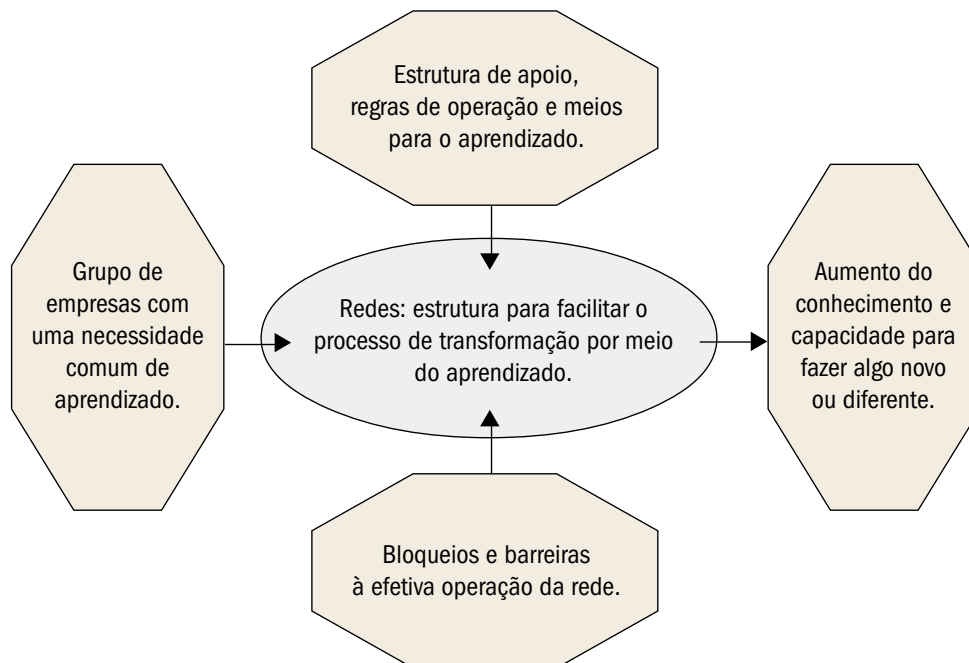 Estrutura de apoio,
regras de operação e meios
para o aprendizado.
Grupo de
empresas com
uma necessidade
comum de
aprendizado.
Redes: estrutura para facilitar o
processo de transformação por meio
do aprendizado.
Aumento do
conhecimento e
capacidade para
fazer algo novo
ou diferente.
Bloqueios e barreiras
à efetiva operação da rede.